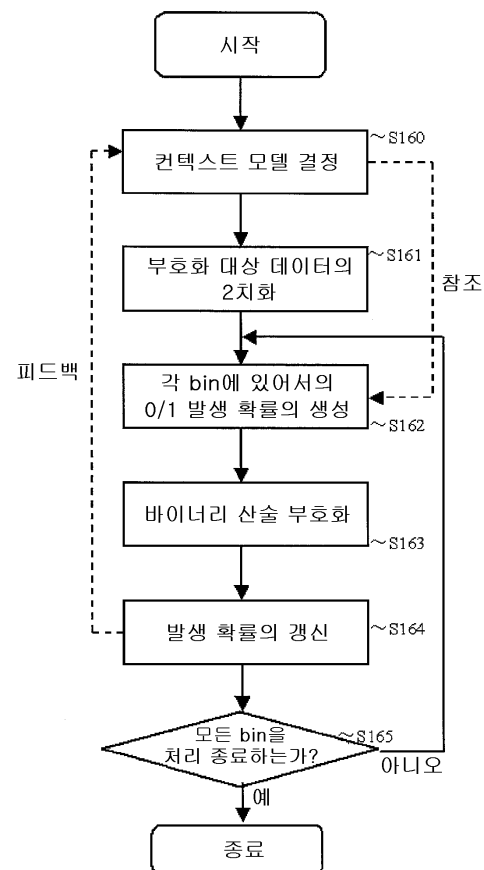 시작
～S160
컨텍스트 모델 결정
～S161
부호화 대상 데이터의
2치화
참조
피드백
각 bin에 있어서의
0/1 발생 확률의 생성
～S162
바이너리 산술 부호화
～S163
발생 확률의 갱신
～S164
모든 bin을
～S165
처리 종료하는가?
아니오
예
종료